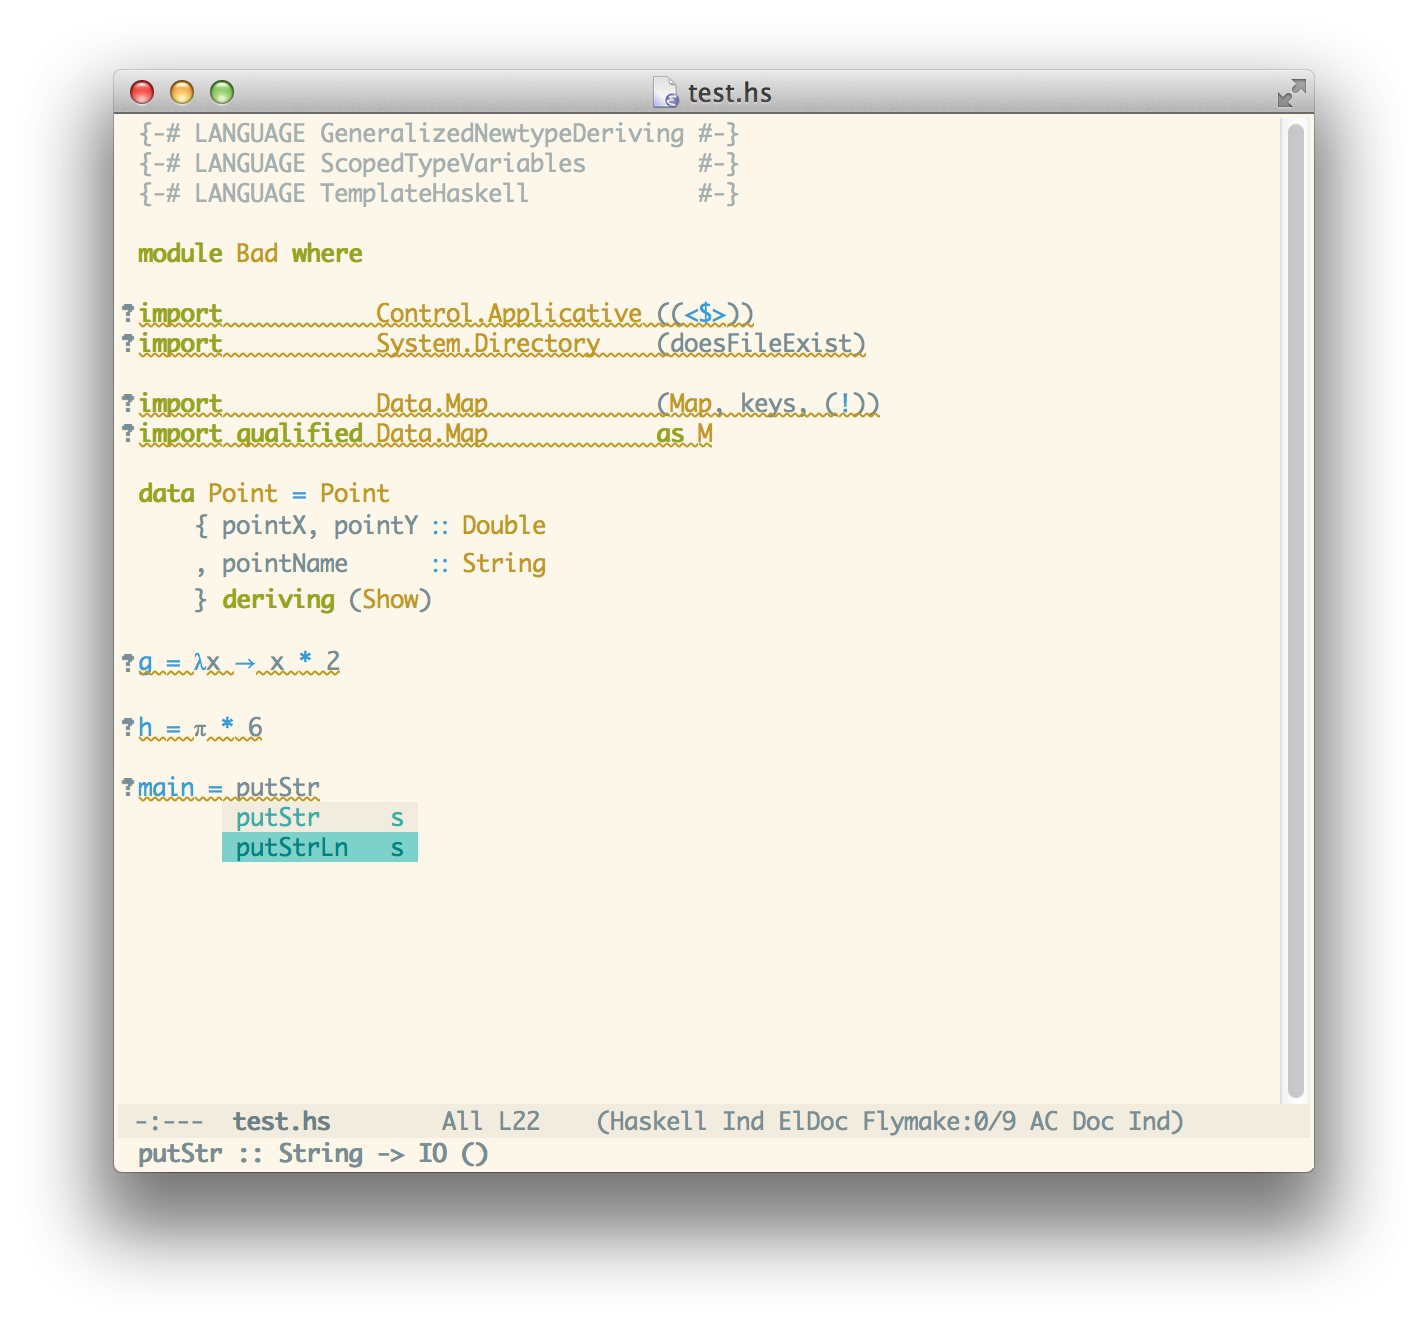 test.hs
{-# LANGUAGE GeneralizedNewtypeDeriving #-}
{-# LANGUAGE ScopedTypeVariables        #-}
{-# LANGUAGE TemplateHaskell            #-}
module Bad where
?import           Control.Applicative ((<$>))
?import           System.Directory    (doesFileExist)
?import           Data.Map            (Map, keys, (!))
?import qualified Data.Map            as M
data Point = Point
    { pointX, pointY :: Double
    , pointName      :: String
    } deriving (Show)
?g = λx → x * 2
?h = π * 6
?main = putStr
putStr     s
putStrLn   s
-:---  test.hs        All L22    (Haskell Ind ElDoc Flymake:0/9 AC Doc Ind)
putStr :: String -> IO ()